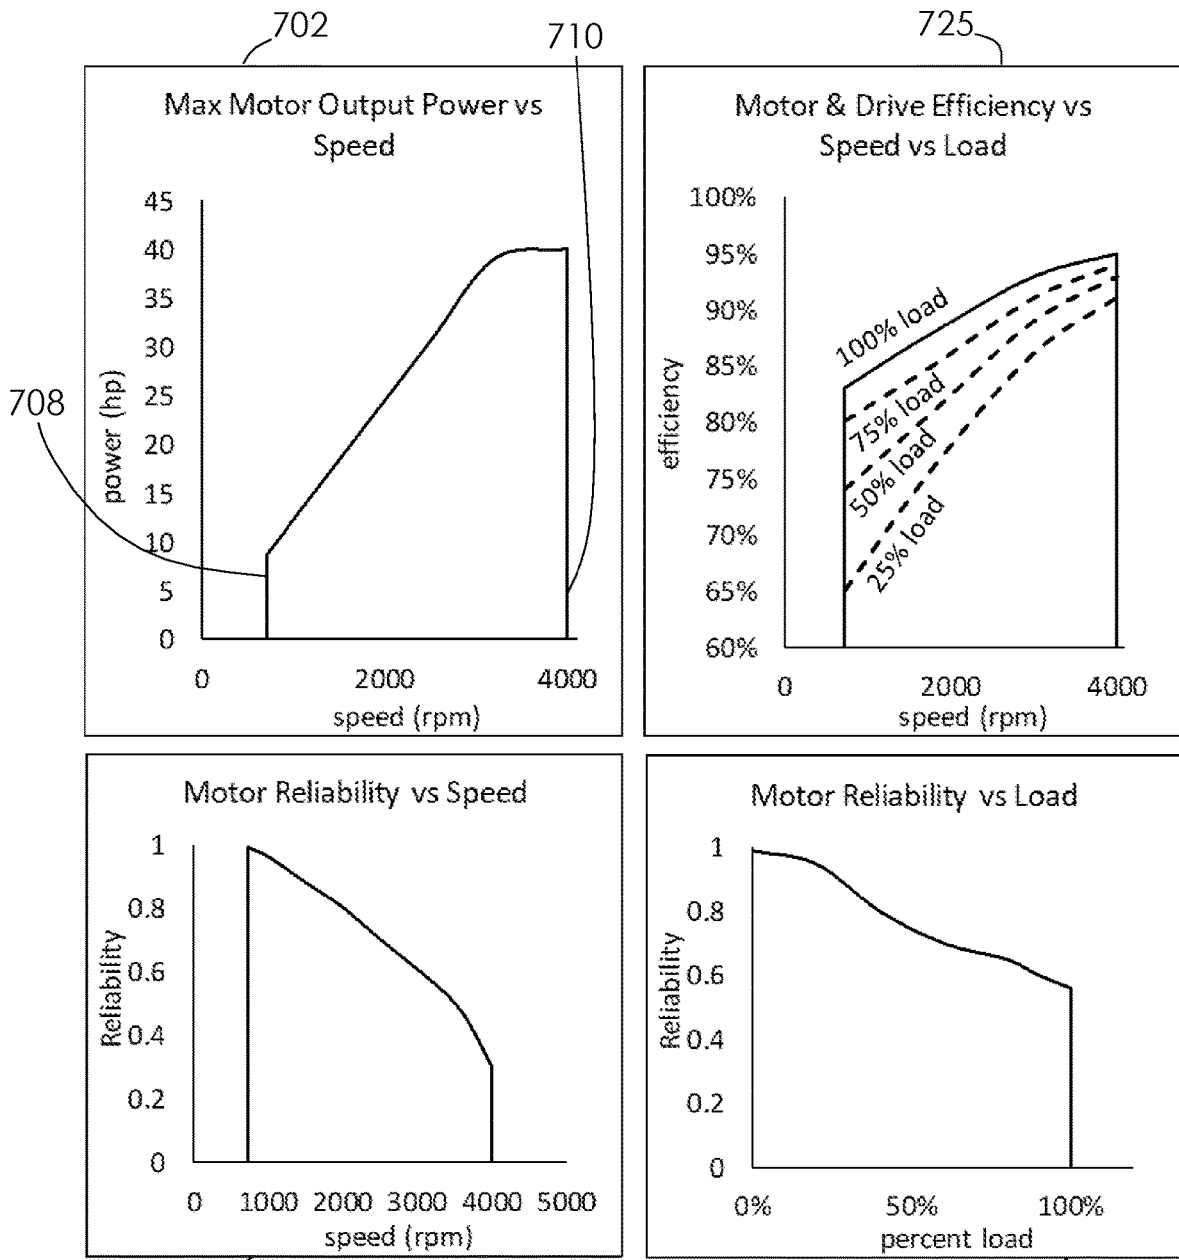 702
710
725
708
Max Motor Output Power vs
Speed
45
40
35
30
25
20
15
10
5
0
power (hp)
0 2000 4000
speed (rpm)
Motor & Drive Efficiency vs
Speed vs Load
100%
95%
90%
85%
80%
75%
70%
65%
60%
efficiency
100% load
75% load
50% load
25% load
0 2000 4000
speed (rpm)
Motor Reliability vs Speed
1
0.8
0.6
0.4
0.2
0
Reliability
0 1000 2000 3000 4000 5000
speed (rpm)
Motor Reliability vs Load
1
0.8
0.6
0.4
0.2
0
Reliability
0% 50% 100%
percent load